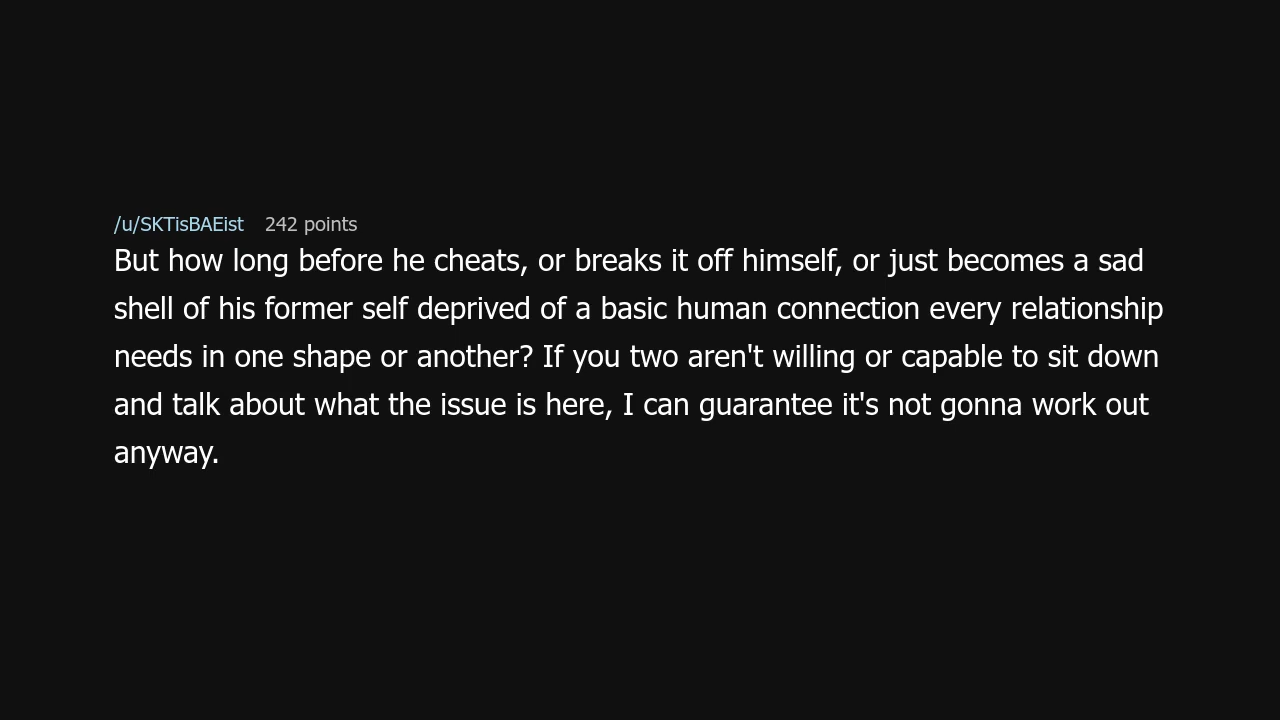 /u/SKTisBAEist 242 points
But how long before he cheats, or breaks it off himself, or just becomes a sad
shell of his former self deprived of a basic human connection every relationship
needs in one shape or another? If you two aren't willing or capable to sit down
and talk about what the issue is here, I can guarantee it's not gonna work out
anyway.